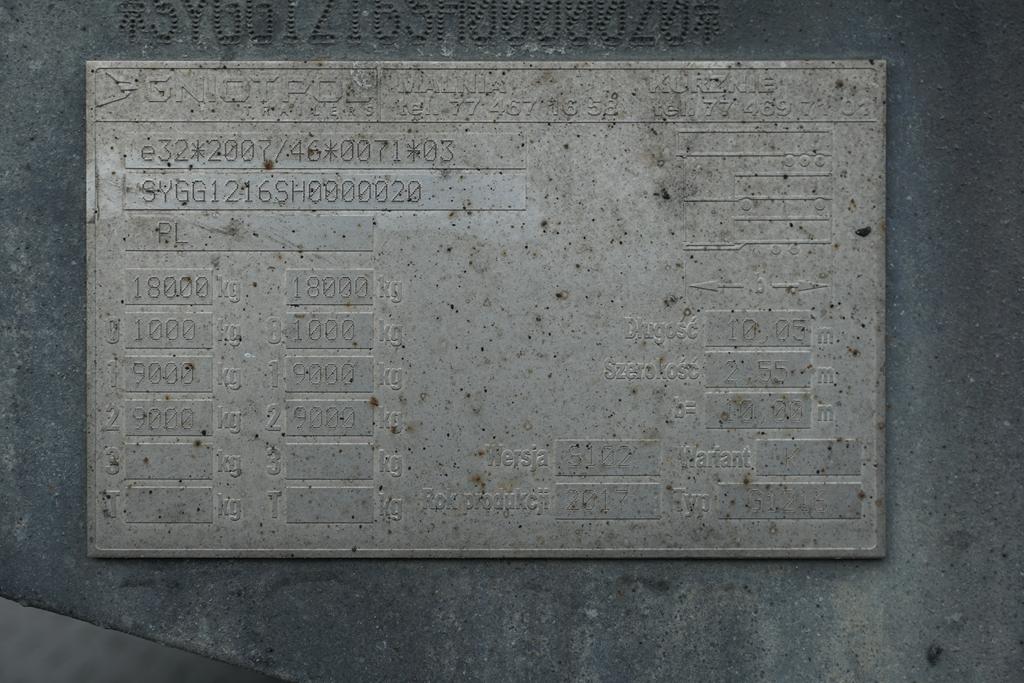 *SYGG1216SH0000020*
GNIOTPOL MALNIA KURZNIE
TRAILERS tel. 77 467 16 58 tel. 77 469 71 02
e32*2007/46*0071*03
SYGG1216SH0000020
PL
18000 kg 18000 kg b
0 1000 kg 0 1000 kg Długość 10,05 m
1 9000 kg 1 9000 kg Szerokość 2.55 m
2 9000 kg 2 9000 kg b= 10.00 m
3 kg 3 kg Wersja G102 Wariant K
T kg T kg Rok produkcji 2017 Typ